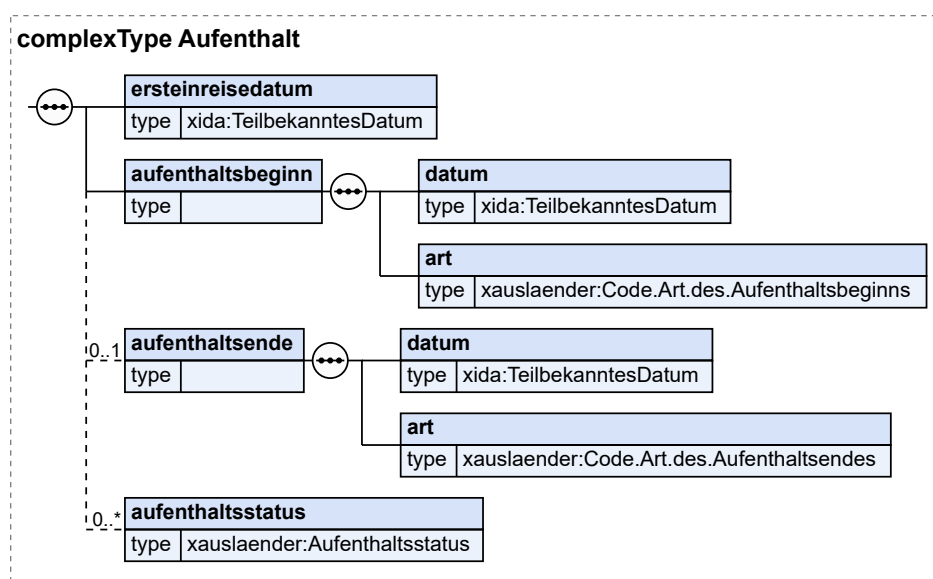 complexType Aufenthalt
ersteinreisedatum
type xida:TeilbekanntesDatum
aufenthaltsbeginn
type
datum
type xida:TeilbekanntesDatum
art
type xauslaender:Code.Art.des.Aufenthaltsbeginns
0..1
aufenthaltsende
type
datum
type xida:TeilbekanntesDatum
art
type xauslaender:Code.Art.des.Aufenthaltsendes
0..*
aufenthaltsstatus
type xauslaender:Aufenthaltsstatus